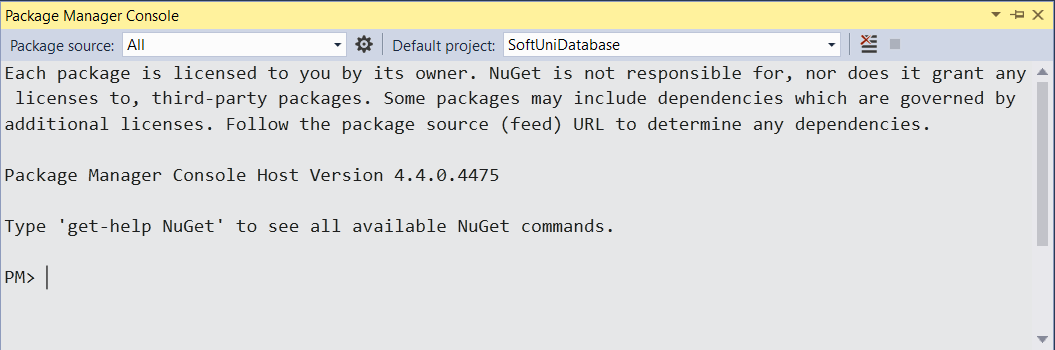 Package Manager Console
Package source: All Default project: SoftUniDatabase
Each package is licensed to you by its owner. NuGet is not responsible for, nor does it grant any
licenses to, third-party packages. Some packages may include dependencies which are governed by
additional licenses. Follow the package source (feed) URL to determine any dependencies.
Package Manager Console Host Version 4.4.0.4475
Type 'get-help NuGet' to see all available NuGet commands.
PM>